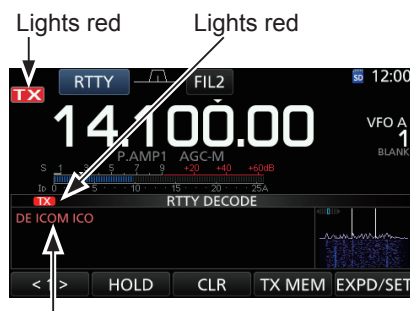 Lights red Lights red
RTTY FIL2 SD 12:00
TX
14.100.00 VFO A
1
P.AMP1 AGC-M BLANK
S 1 3 5 7 9 +20 +40 +60dB
ID 0 5 10 15 20 25A
TX RTTY DECODE
DE ICOM ICO
< 1 > HOLD CLR TX MEM EXPD/SET